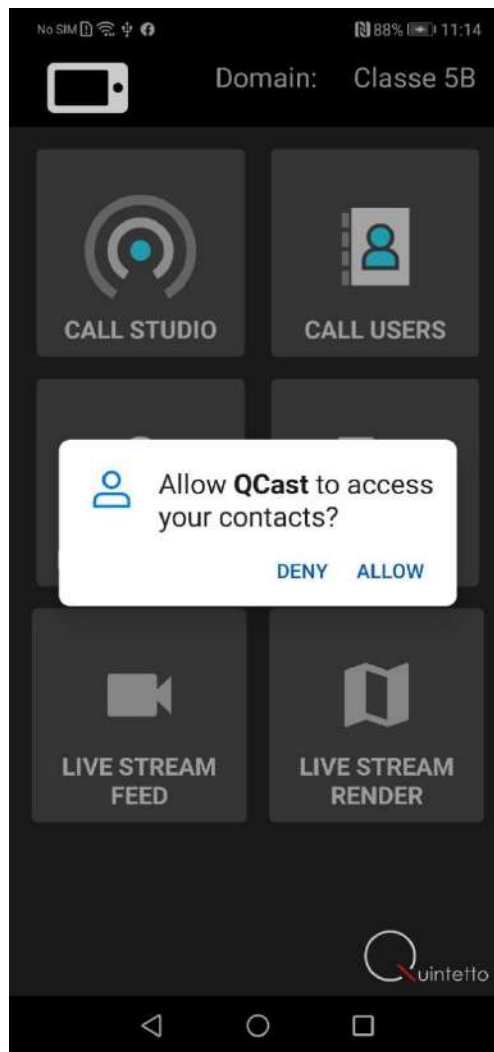 No SIM 88% 11:14
Domain: Classe 5B
CALL STUDIO
CALL USERS
Allow QCast to access
your contacts?
DENY ALLOW
LIVE STREAM
FEED
LIVE STREAM
RENDER
Quintetto